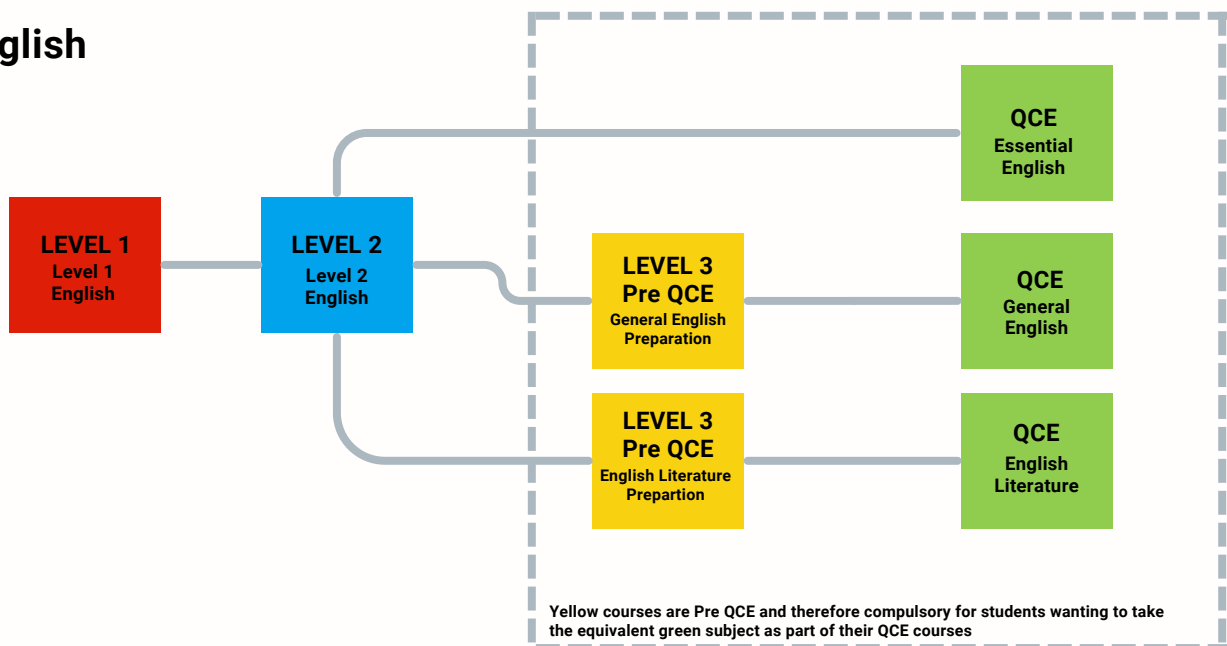 glish
QCE
Essential
English
LEVEL 1
Level 1
English
LEVEL 2
Level 2
English
LEVEL 3
Pre QCE
General English
Preparation
QCE
General
English
LEVEL 3
Pre QCE
English Literature
Prepartion
QCE
English
Literature
Yellow courses are Pre QCE and therefore compulsory for students wanting to take
the equivalent green subject as part of their QCE courses